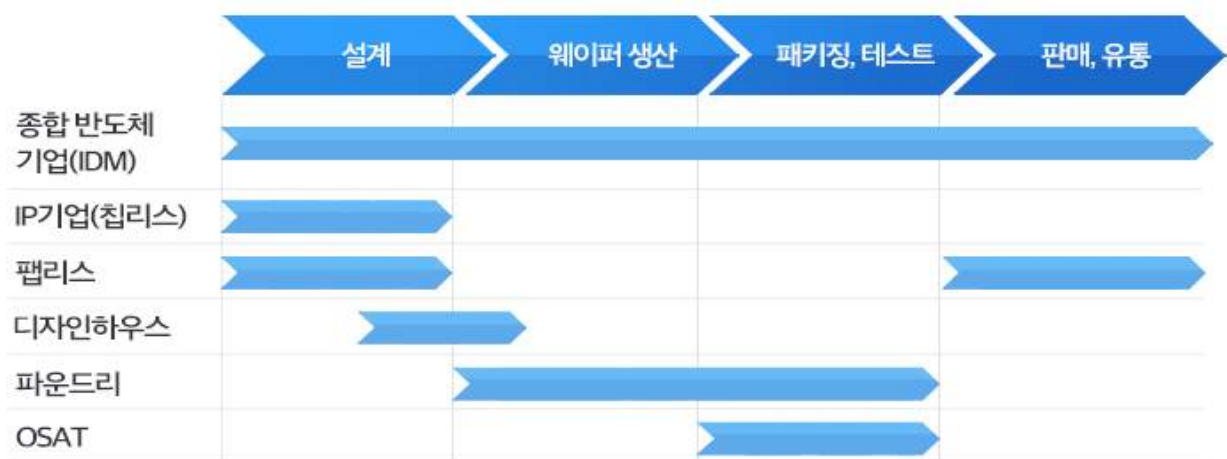 설계
웨이퍼 생산
패키징, 테스트
판매, 유통
종합 반도체
기업(IDM)
IP기업(칩리스)
팹리스
디자인하우스
파운드리
OSAT